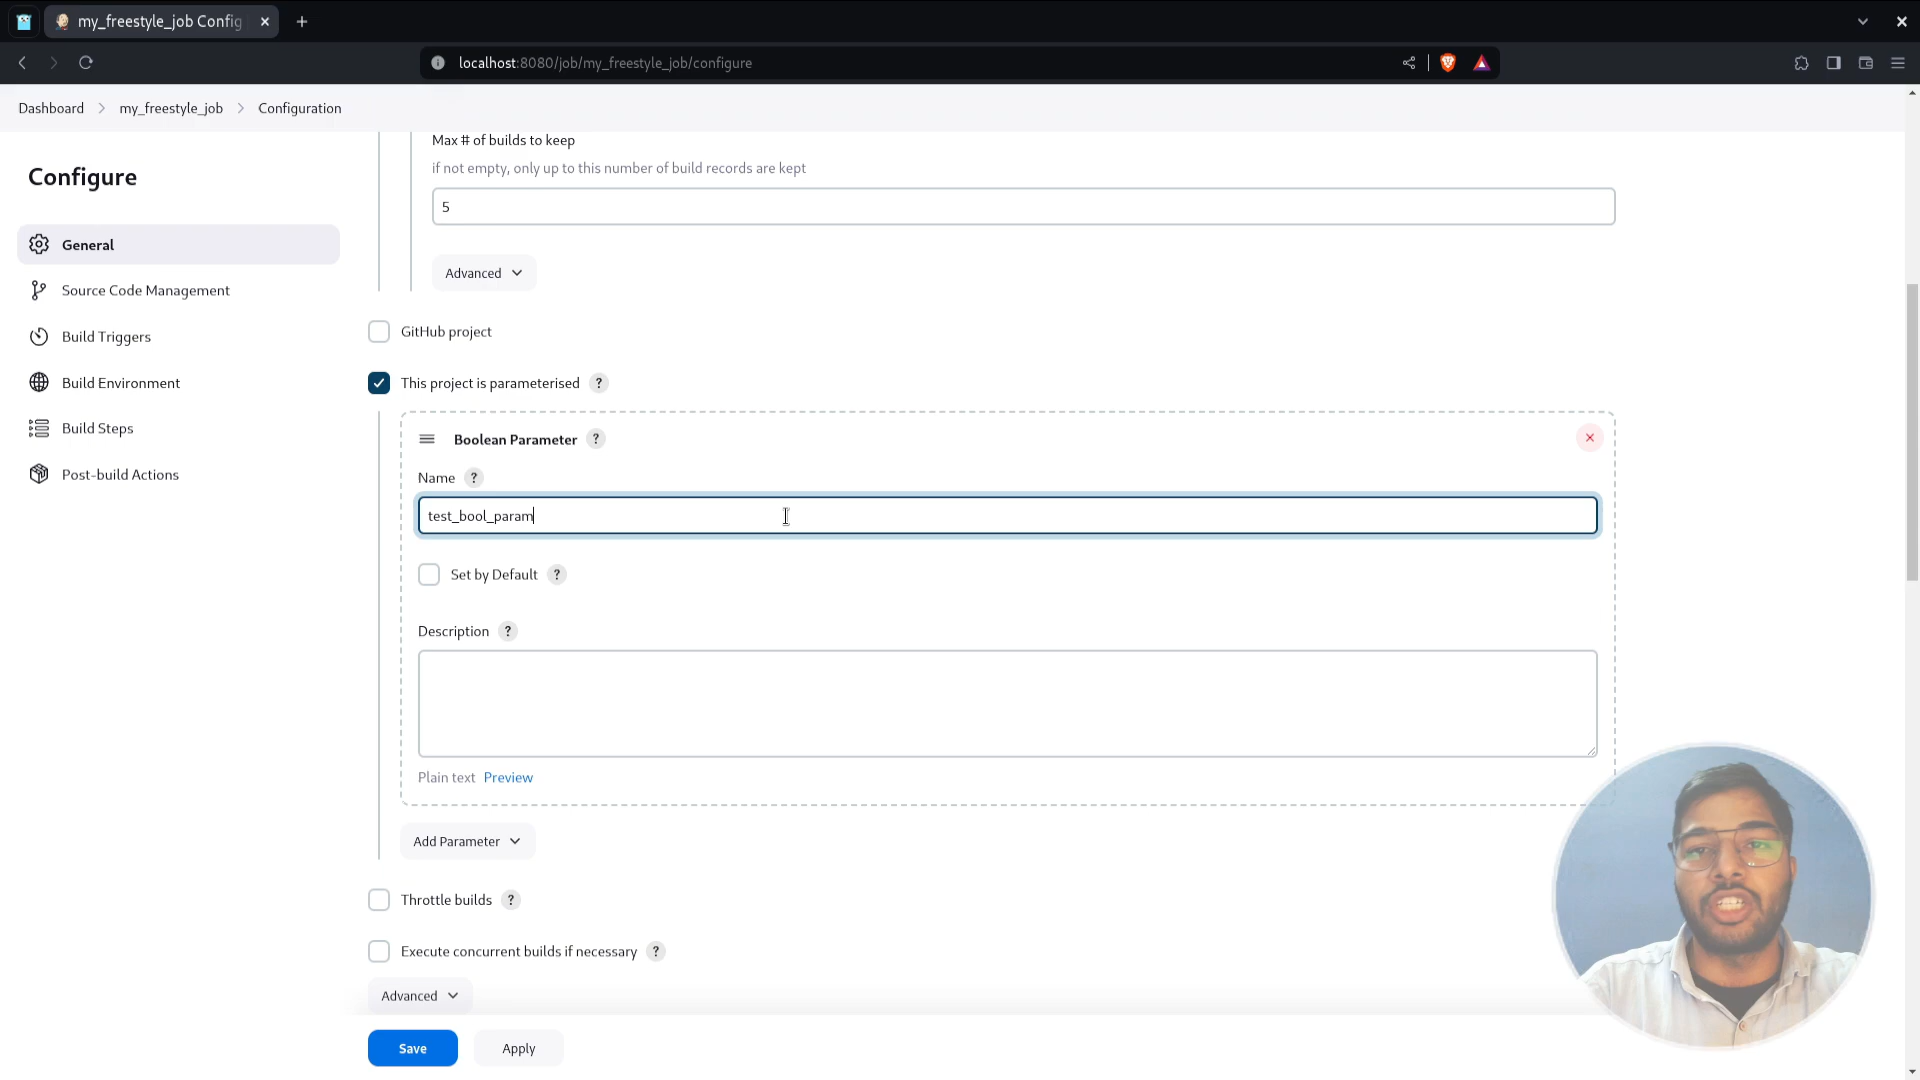 my_freestyle_job Config
localhost:8080/job/my_freestyle_job/configure
Dashboard > my_freestyle_job > Configuration
Configure
General
Source Code Management
Build Triggers
Build Environment
Build Steps
Post-build Actions
Max # of builds to keep
if not empty, only up to this number of build records are kept
5
Advanced
GitHub project
This project is parameterised ?
Boolean Parameter ?
Name ?
test_bool_param
Set by Default ?
Description ?
Plain text Preview
Add Parameter
Throttle builds ?
Execute concurrent builds if necessary ?
Advanced
Save Apply